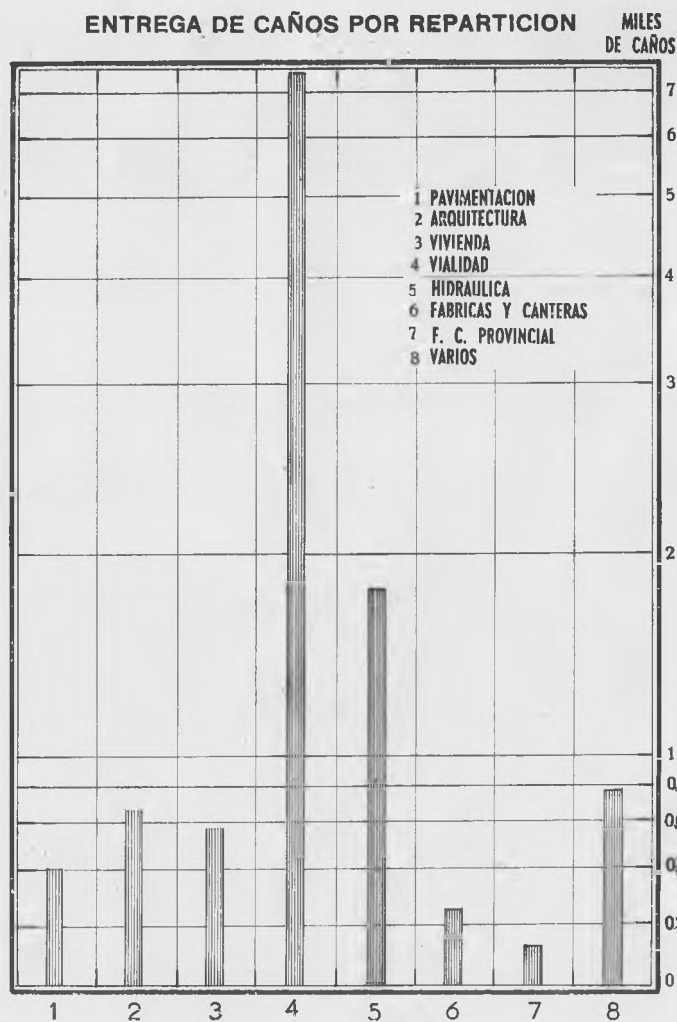 ENTREGA DE CAÑOS POR REPARTICION
MILES
DE CAÑOS
7
6
5
1 PAVIMENTACION
2 ARQUITECTURA
3 VIVIENDA
4 VIALIDAD
5 HIDRAULICA
6 FABRICAS Y CANTERAS
7 F. C. PROVINCIAL
8 VARIOS
4
3
2
1
0
1 2 3 4 5 6 7 8